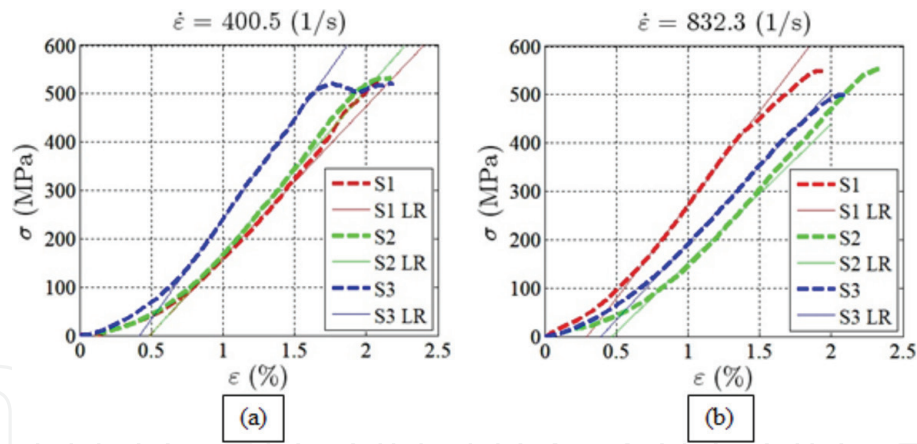 ε̇ = 400.5 (1/s)
600
500
400
300
200
100
0
σ (MPa)
0 0.5 1 1.5 2 2.5
ε (%)
S1
S1 LR
S2
S2 LR
S3
S3 LR
(a)
ε̇ = 832.3 (1/s)
600
500
400
300
200
100
0
σ (MPa)
0 0.5 1 1.5 2 2.5
ε (%)
S1
S1 LR
S2
S2 LR
S3
S3 LR
(b)